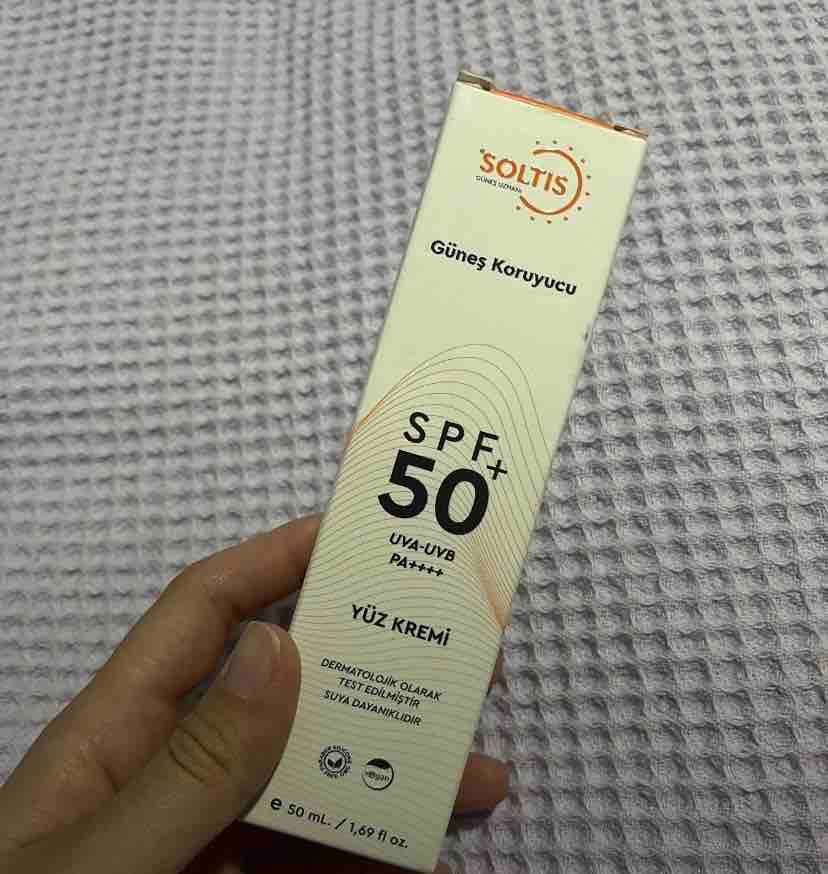 SOLTIS
GÜNEŞ UZMANI
Güneş Koruyucu
SPF
50+
UVA-UVB
PA++++
YÜZ KREMİ
DERMATOLOJİK OLARAK
TEST EDİLMİŞTİR
SUYA DAYANIKLIDIR
vegan
e 50 mL. / 1,69 fl oz.